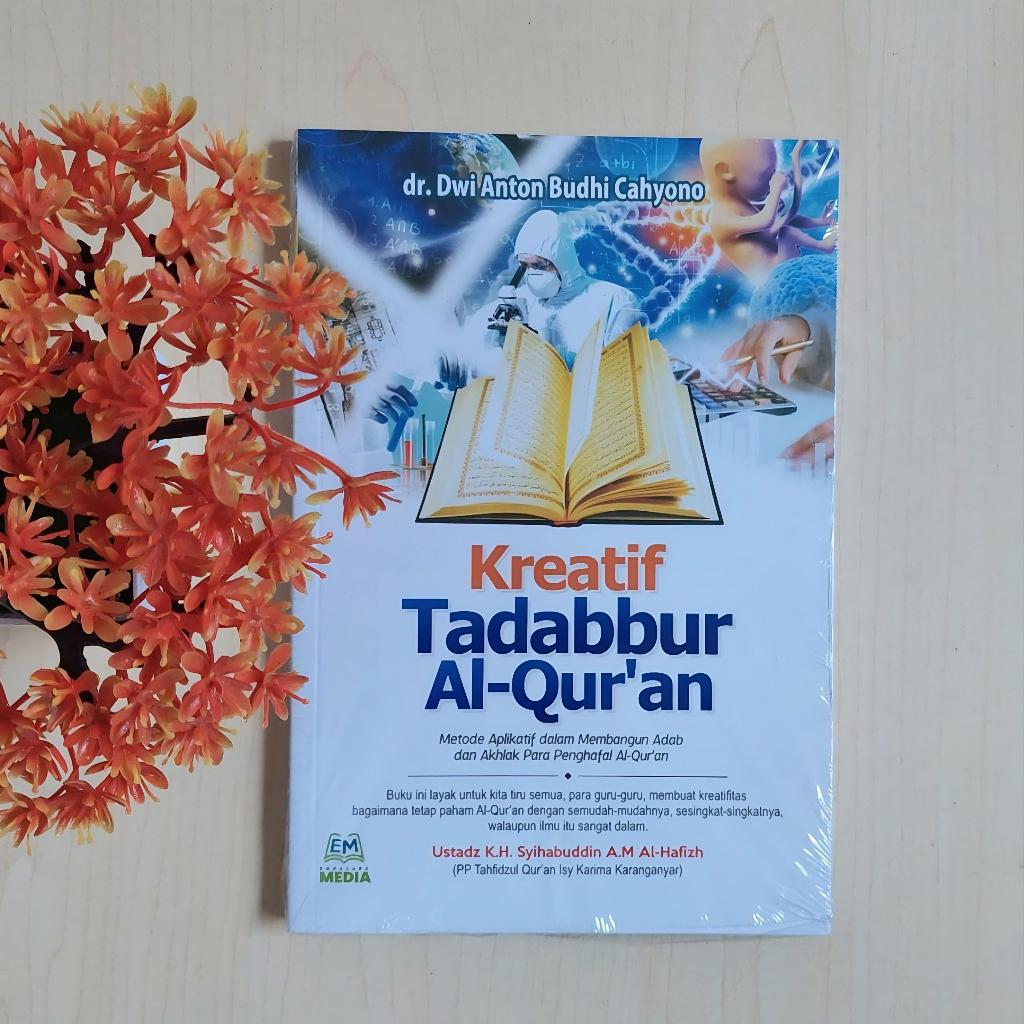 dr. Dwi Anton Budhi Cahyono
Kreatif
Tadabbur
Al-Qur'an
Metode Aplikatif dalam Membangun Adab
dan Akhlak Para Penghafal Al-Qur'an
Buku ini layak untuk kita tiru semua, para guru-guru, membuat kreatifitas
bagaimana tetap paham Al-Qur'an dengan semudah-mudahnya, sesingkat-singkatnya,
walaupun ilmu itu sangat dalam.
Ustadz K.H. Syihabuddin A.M Al-Hafizh
(PP Tahfidzul Qur'an Isy Karima Karanganyar)
EM
MEDIA